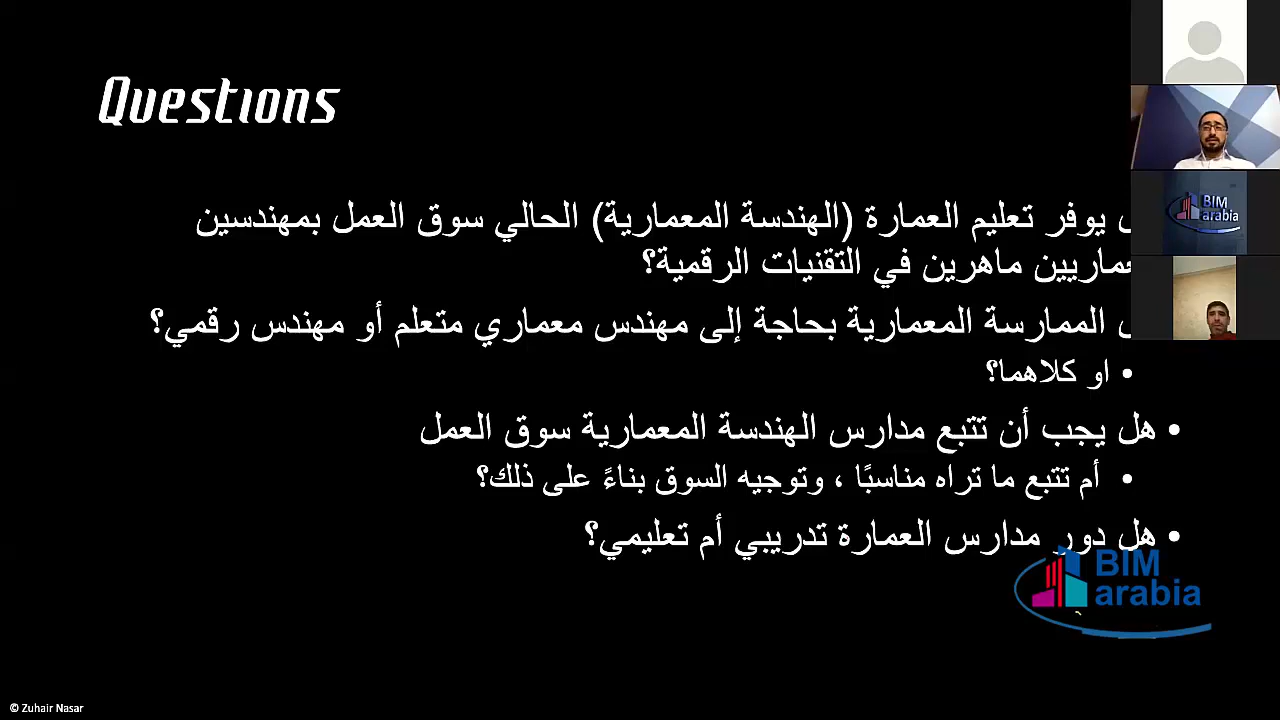 Questions
يوفر تعليم العمارة (الهندسة المعمارية) الحالي سوق العمل بمهندسين
ماهرين في التقنيات الرقمية؟
الممارسة المعمارية بحاجة إلى مهندس معماري متعلم أو مهندس رقمي؟
• او كلاهما؟
• هل يجب أن تتبع مدارس الهندسة المعمارية سوق العمل
• أم تتبع ما تراه مناسبًا ، وتوجيه السوق بناءً على ذلك؟
• هل دور مدارس العمارة تدريبي أم تعليمي؟
BIM
arabia
BIM
arabia
© Zuhair Nasar